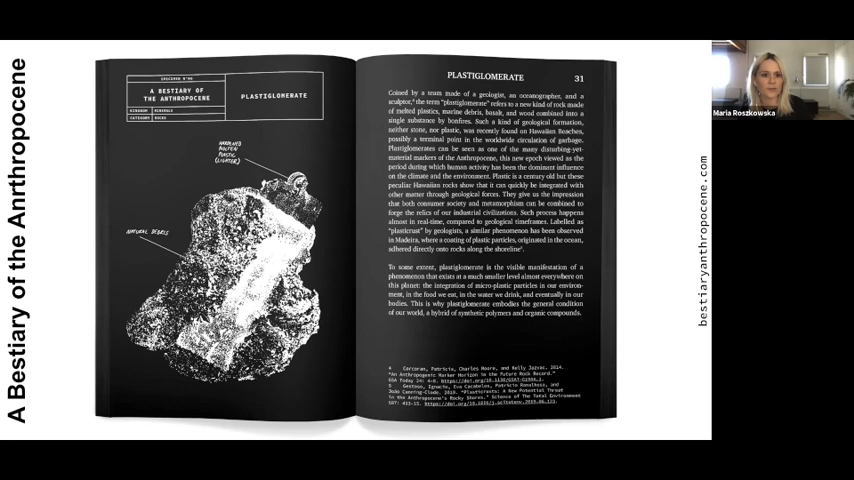 A Bestiary of the Anrthropocene
SPECIMEN N°
A BESTIARY OF
THE ANTHROPOCENE
KINGDOM MINERALS
CATEGORY ROCKS
PLASTIGLOMERATE
HARDENED
MOLTEN
PLASTIC
(LIGHTER)
NATURAL DEBRIS
PLASTIGLOMERATE 31
Coined by a team made of a geologist, an oceanographer, and a
sculptor,⁴ the term "plastiglomerate" refers to a new kind of rock made
of melted plastics, marine debris, basalt, and wood combined into a
single substance by bonfires. Such a kind of geological formation,
neither stone, nor plastic, was recently found on Hawaiian Beaches,
possibly a terminal point in the worldwide circulation of garbage.
Plastiglomerates can be seen as one of the many disturbing-yet-
material markers of the Anthropocene, this new epoch viewed as the
period during which human activity has been the dominant influence
on the climate and the environment. Plastic is a century old but these
peculiar Hawaiian rocks show that it can quickly be integrated with
other matter through geological forces. They give us the impression
that both consumer society and metamorphism can be combined to
forge the relics of our industrial civilizations. Such process happens
almost in real-time, compared to geological timeframes. Labelled as
"plasticrust" by geologists, a similar phenomenon has been observed
in Madeira, where a coating of plastic particles, originated in the ocean,
adhered directly onto rocks along the shoreline⁵.
To some extent, plastiglomerate is the visible manifestation of a
phenomenon that exists at a much smaller level almost everywhere on
this planet: the integration of micro-plastic particles in our environ-
ment, in the food we eat, in the water we drink, and eventually in our
bodies. This is why plastiglomerate embodies the general condition
of our world, a hybrid of synthetic polymers and organic compounds.
4 Corcoran, Patricia, Charles Moore, and Kelly Jazvac. 2014.
"An Anthropogenic Marker Horizon in the Future Rock Record."
GSA Today 24: 4-8.
5 Gestoso, Ignacio, Eva Cacabelos, Patrício Ramalhosa, and
João Canning-Clode. 2019. "Plasticrusts: a New Potential Threat
in the Anthropocene's Rocky Shores." Science of The Total Environment
687: 413-15.
bestiaryanthropocene.com
Maria Roszkowska